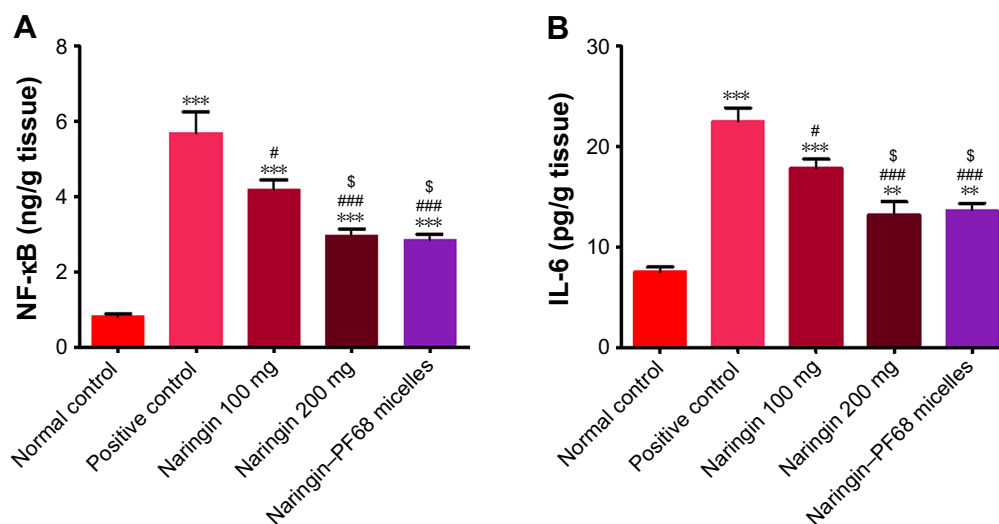 A
NF-κB (ng/g tissue)
8
6
4
2
0
***
#
***
$
###
***
$
###
***
Normal control
Positive control
Naringin 100 mg
Naringin 200 mg
Naringin–PF68 micelles
B
IL-6 (pg/g tissue)
30
20
10
0
***
#
***
$
###
**
$
###
**
Normal control
Positive control
Naringin 100 mg
Naringin 200 mg
Naringin–PF68 micelles